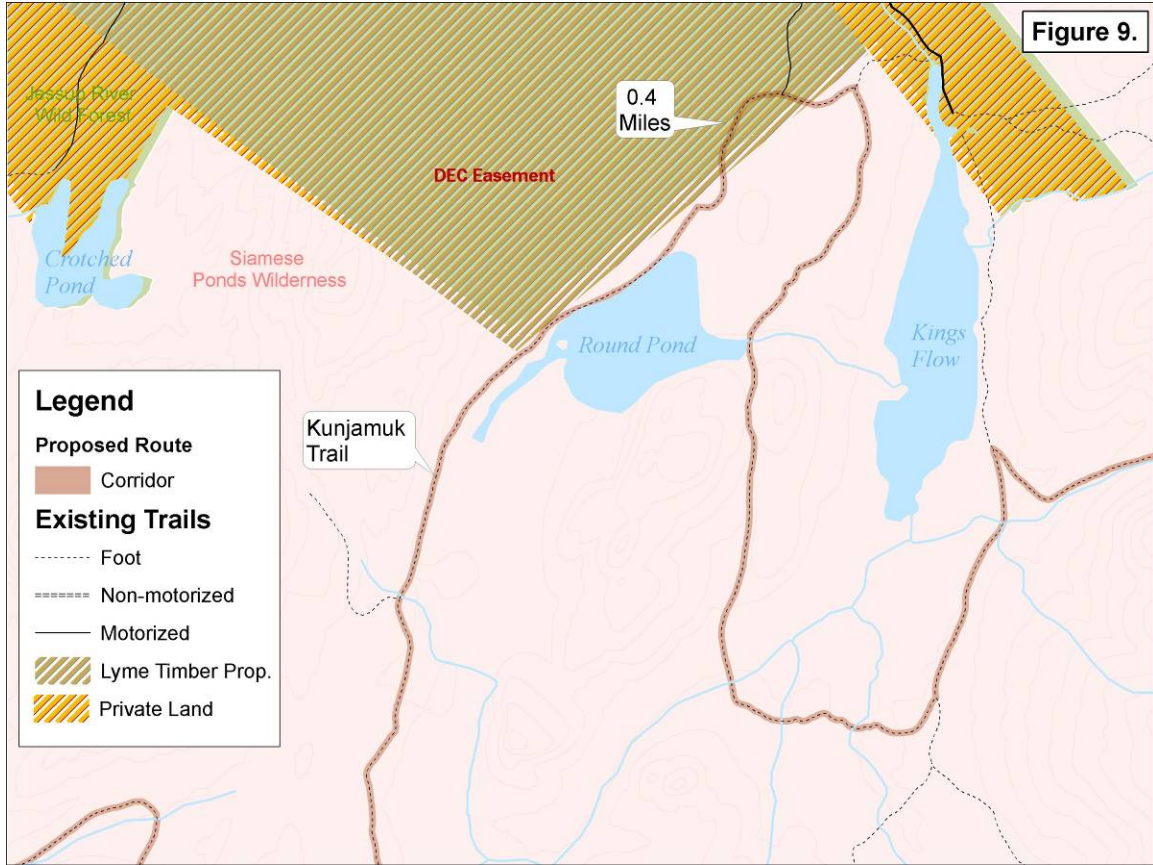 Figure 9.
0.4
Miles
Jessup River
Wild Forest
DEC Easement
Crotched
Pond
Siamese
Ponds Wilderness
Round Pond
Kings
Flow
Kunjamuk
Trail
Legend
Proposed Route
Corridor
Existing Trails
Foot
Non-motorized
Motorized
Lyme Timber Prop.
Private Land